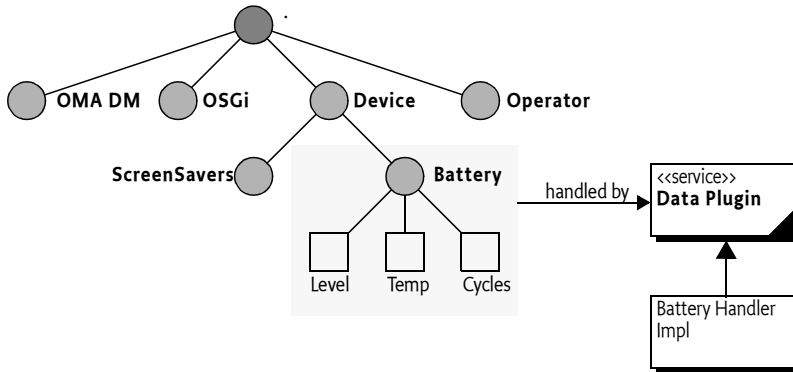 .
OMA DM
OSGi
Device
Operator
ScreenSavers
Battery
handled by
<<service>>
Data Plugin
Level
Temp
Cycles
Battery Handler
Impl